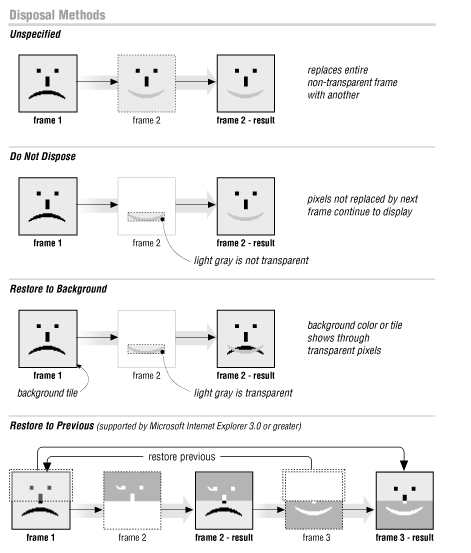 Disposal Methods
Unspecified
replaces entire
non-transparent frame
with another
frame 1
frame 2
frame 2 - result
Do Not Dispose
pixels not replaced by next
frame continue to display
frame 1
frame 2
frame 2 - result
light gray is not transparent
Restore to Background
background color or tile
shows through
transparent pixels
frame 1
frame 2
frame 2 - result
background tile
light gray is transparent
Restore to Previous (supported by Microsoft Internet Explorer 3.0 or greater)
restore previous
frame 1
frame 2
frame 2 - result
frame 3
frame 3 - result